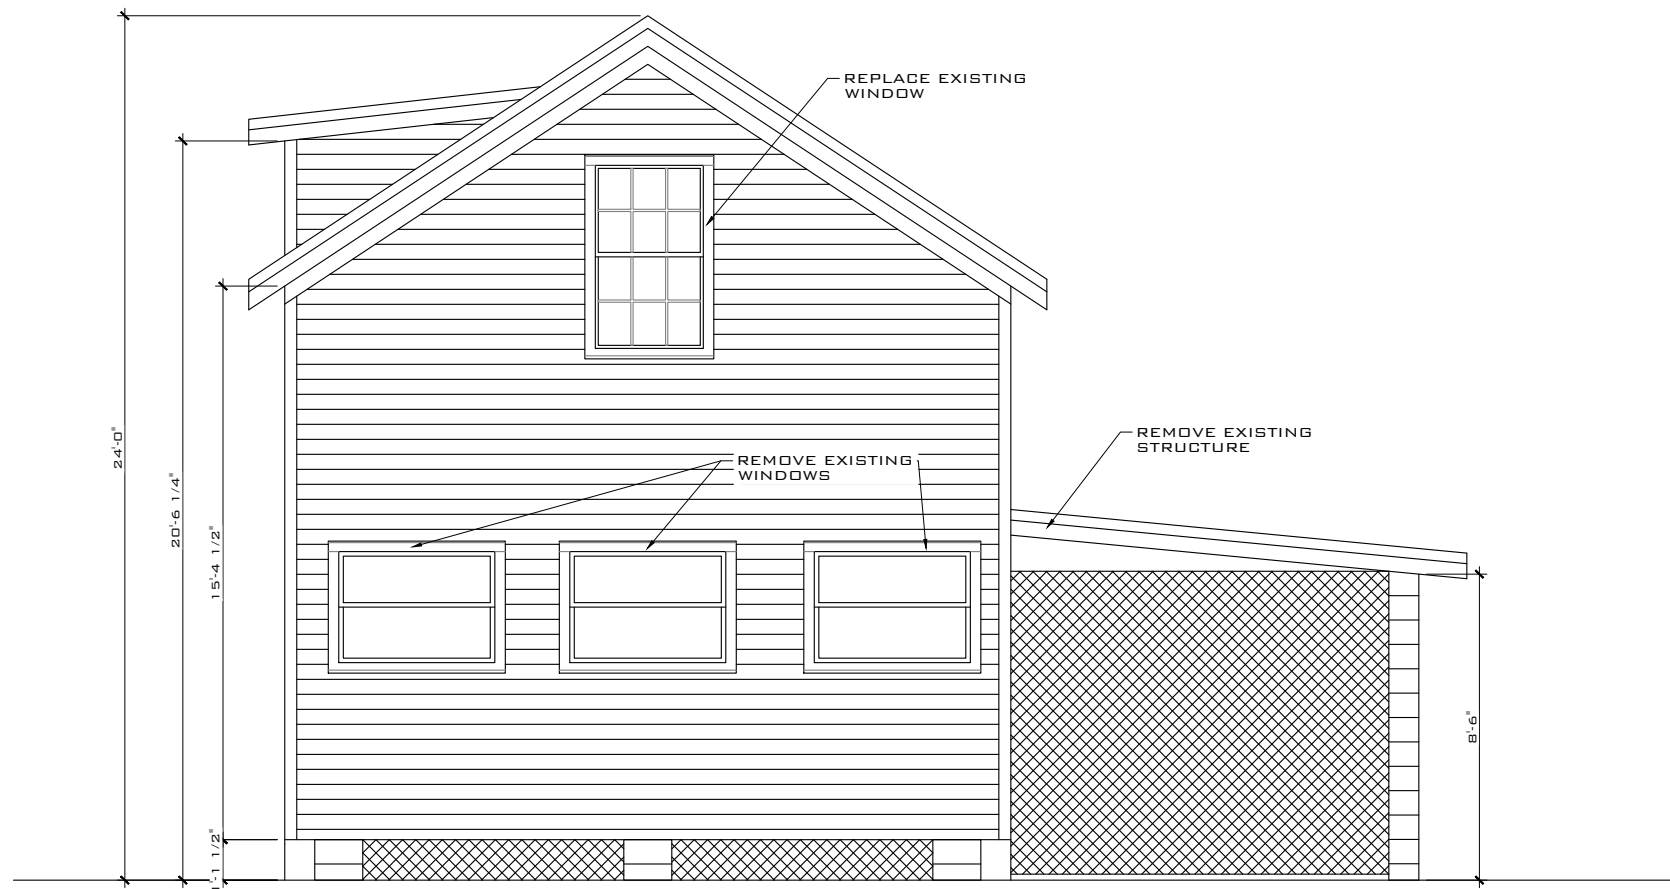 REPLACE EXISTING
WINDOW
24'-0"
REMOVE EXISTING
STRUCTURE
REMOVE EXISTING
WINDOWS
20'-6 1/4"
15'-4 1/2"
8'-6"
1'-1 1/2"